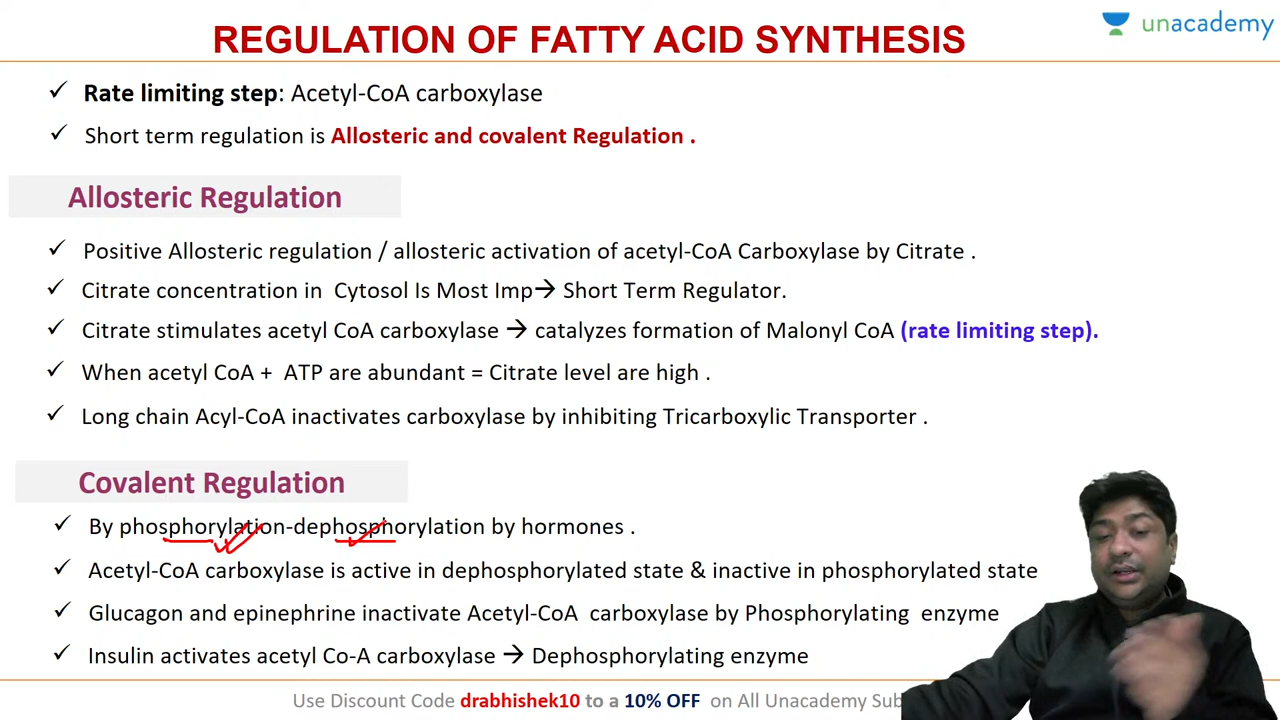 REGULATION OF FATTY ACID SYNTHESIS
unacademy
✓ Rate limiting step: Acetyl-CoA carboxylase
✓ Short term regulation is Allosteric and covalent Regulation .
Allosteric Regulation
✓ Positive Allosteric regulation / allosteric activation of acetyl-CoA Carboxylase by Citrate .
✓ Citrate concentration in Cytosol Is Most Imp→ Short Term Regulator.
✓ Citrate stimulates acetyl CoA carboxylase → catalyzes formation of Malonyl CoA (rate limiting step).
✓ When acetyl CoA + ATP are abundant = Citrate level are high .
✓ Long chain Acyl-CoA inactivates carboxylase by inhibiting Tricarboxylic Transporter .
Covalent Regulation
✓ By phosphorylation-dephosphorylation by hormones .
✓ Acetyl-CoA carboxylase is active in dephosphorylated state & inactive in phosphorylated state
✓ Glucagon and epinephrine inactivate Acetyl-CoA carboxylase by Phosphorylating enzyme
✓ Insulin activates acetyl Co-A carboxylase → Dephosphorylating enzyme
Use Discount Code drabhishek10 to a 10% OFF on All Unacademy Sub